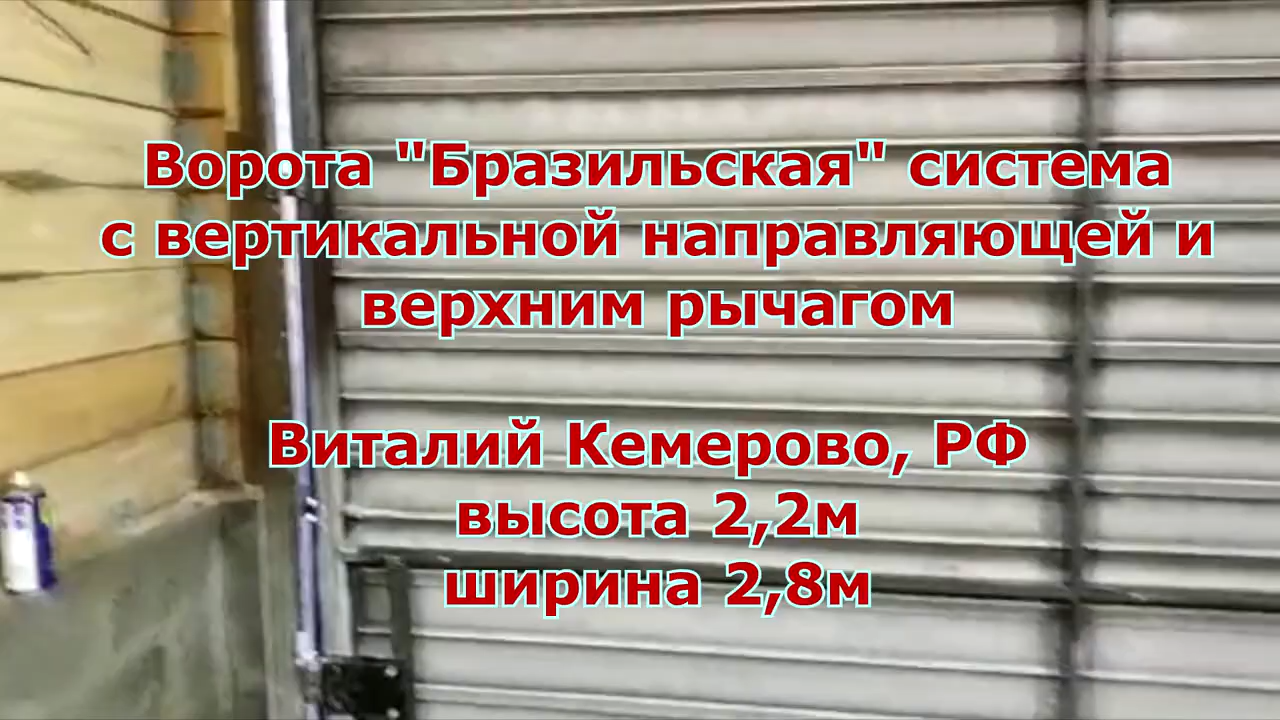 Ворота "Бразильская" система
с вертикальной направляющей и
верхним рычагом
Виталий Кемерово, РФ
высота 2,2м
ширина 2,8м